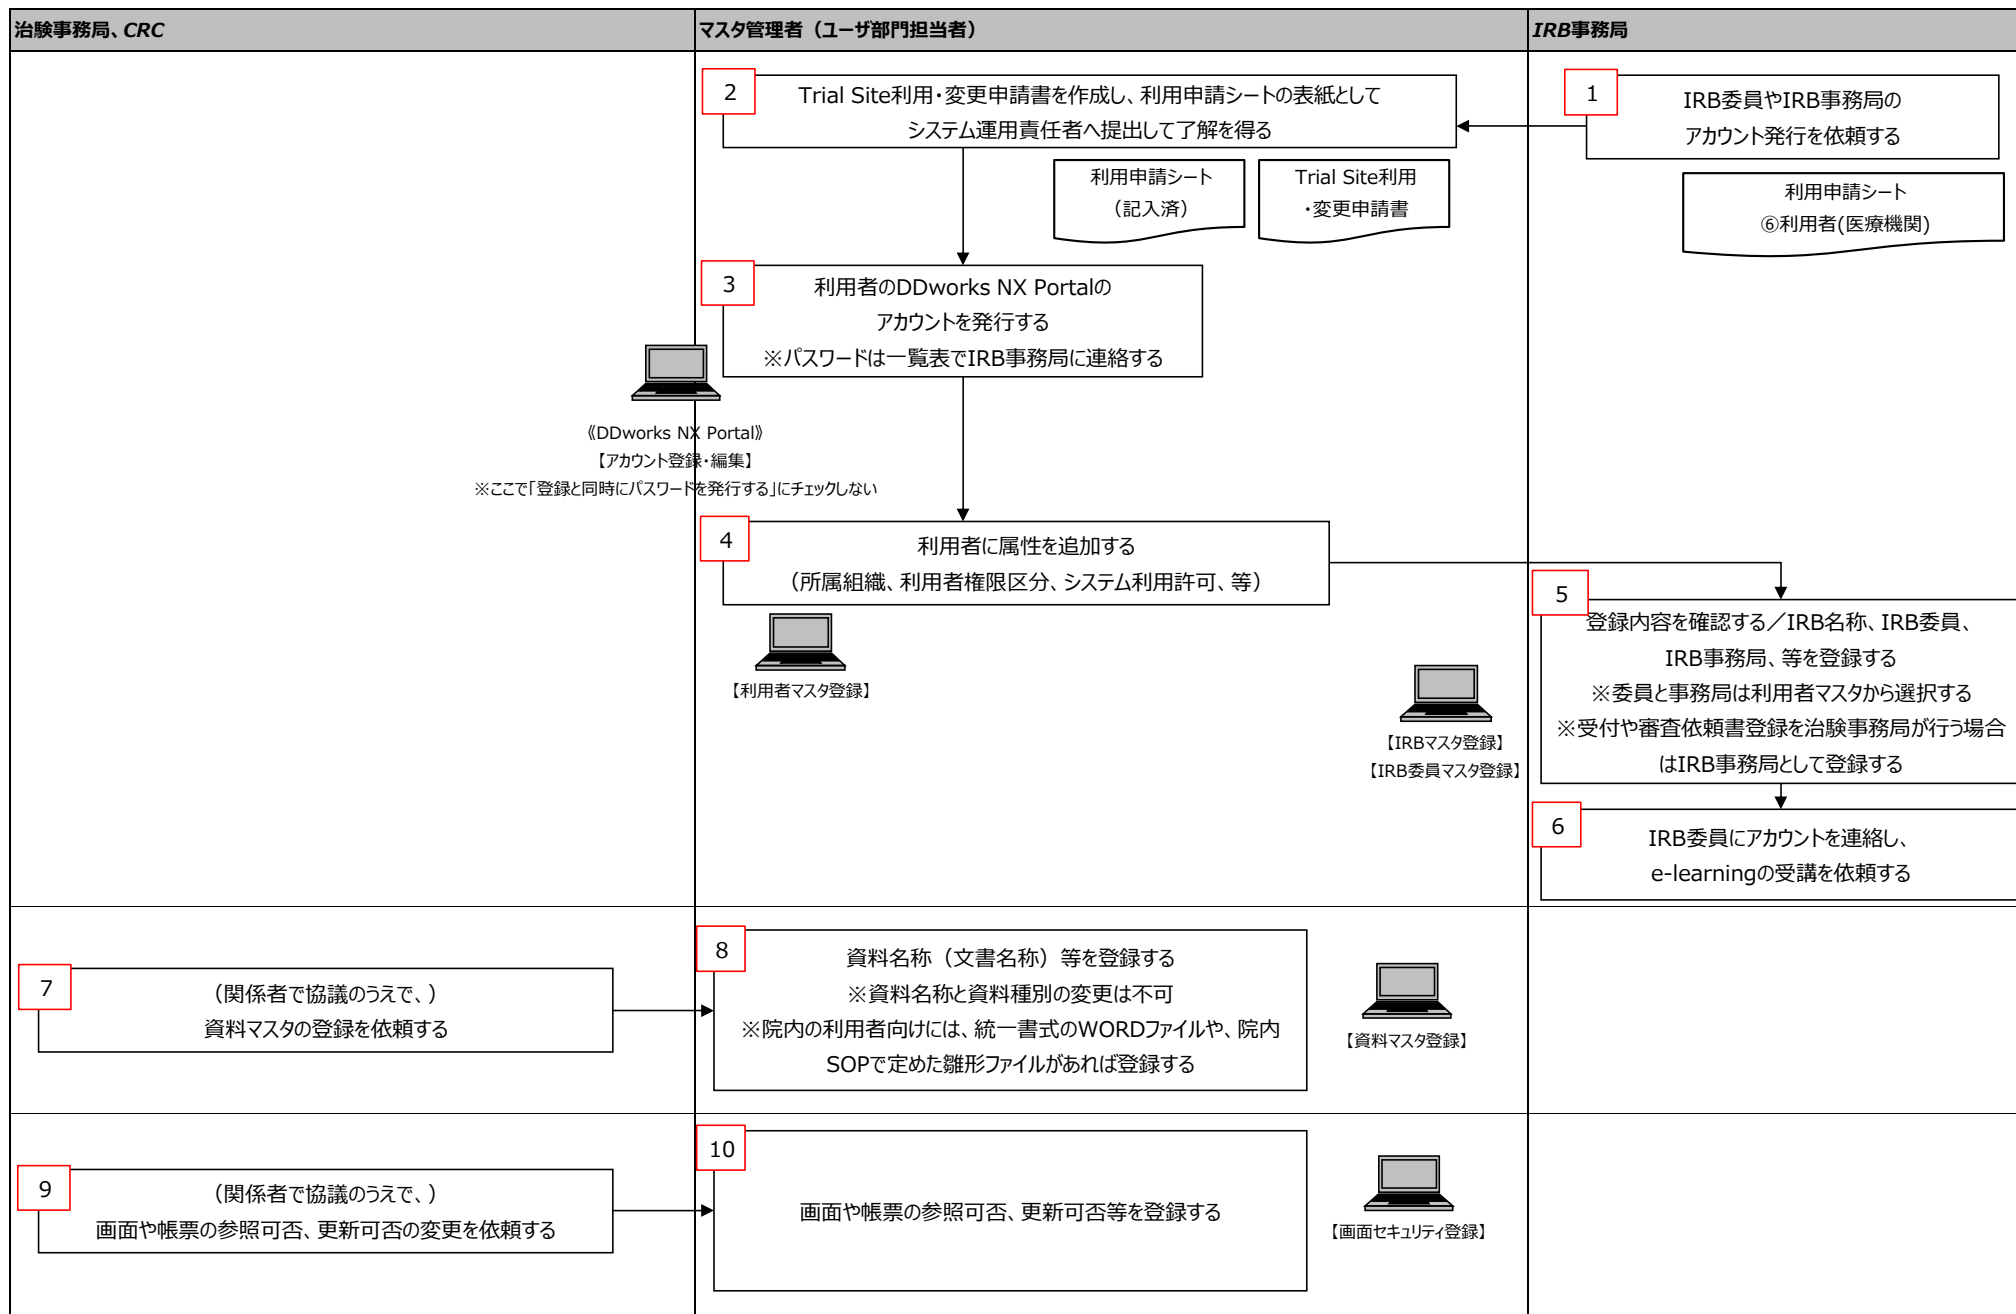 治験事務局、CRC
マスタ管理者（ユーザ部門担当者）
IRB事務局
1
IRB委員やIRB事務局の
アカウント発行を依頼する
利用申請シート
⑥利用者(医療機関)
2
Trial Site利用・変更申請書を作成し、利用申請シートの表紙として
システム運用責任者へ提出して了解を得る
利用申請シート
（記入済）
Trial Site利用
・変更申請書
3
利用者のDDworks NX Portalの
アカウントを発行する
※パスワードは一覧表でIRB事務局に連絡する
《DDworks NX Portal》
【アカウント登録・編集】
※ここで「登録と同時にパスワードを発行する」にチェックしない
4
利用者に属性を追加する
（所属組織、利用者権限区分、システム利用許可、等）
【利用者マスタ登録】
5
登録内容を確認する／IRB名称、IRB委員、
IRB事務局、等を登録する
※委員と事務局は利用者マスタから選択する
※受付や審査依頼書登録を治験事務局が行う場合
はIRB事務局として登録する
【IRBマスタ登録】
【IRB委員マスタ登録】
6
IRB委員にアカウントを連絡し、
e-learningの受講を依頼する
7
（関係者で協議のうえで、）
資料マスタの登録を依頼する
8
資料名称（文書名称）等を登録する
※資料名称と資料種別の変更は不可
※院内の利用者向けには、統一書式のWORDファイルや、院内
SOPで定めた雛形ファイルがあれば登録する
【資料マスタ登録】
9
（関係者で協議のうえで、）
画面や帳票の参照可否、更新可否の変更を依頼する
10
画面や帳票の参照可否、更新可否等を登録する
【画面セキュリティ登録】